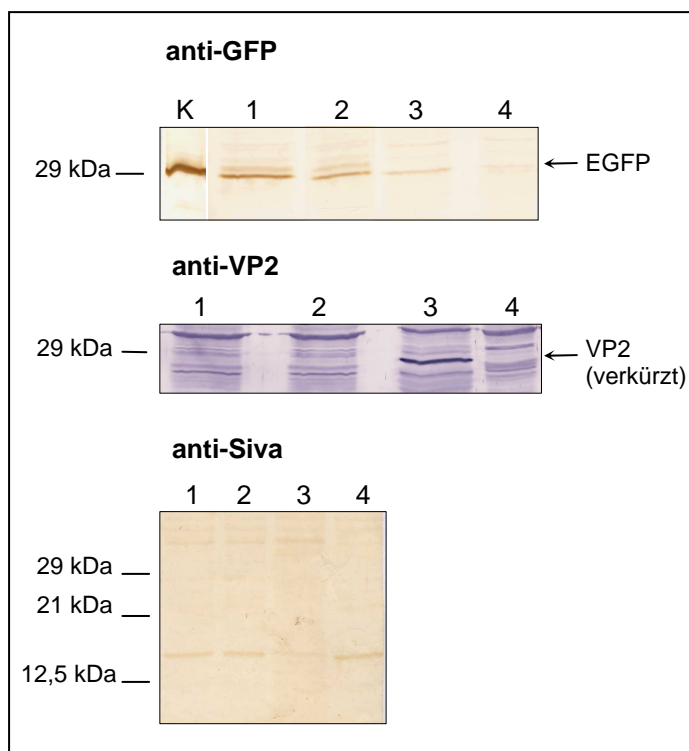 anti-GFP
K 1 2 3 4
29 kDa
EGFP
anti-VP2
1 2 3 4
29 kDa
VP2
(verkürzt)
anti-Siva
1 2 3 4
29 kDa
21 kDa
12,5 kDa